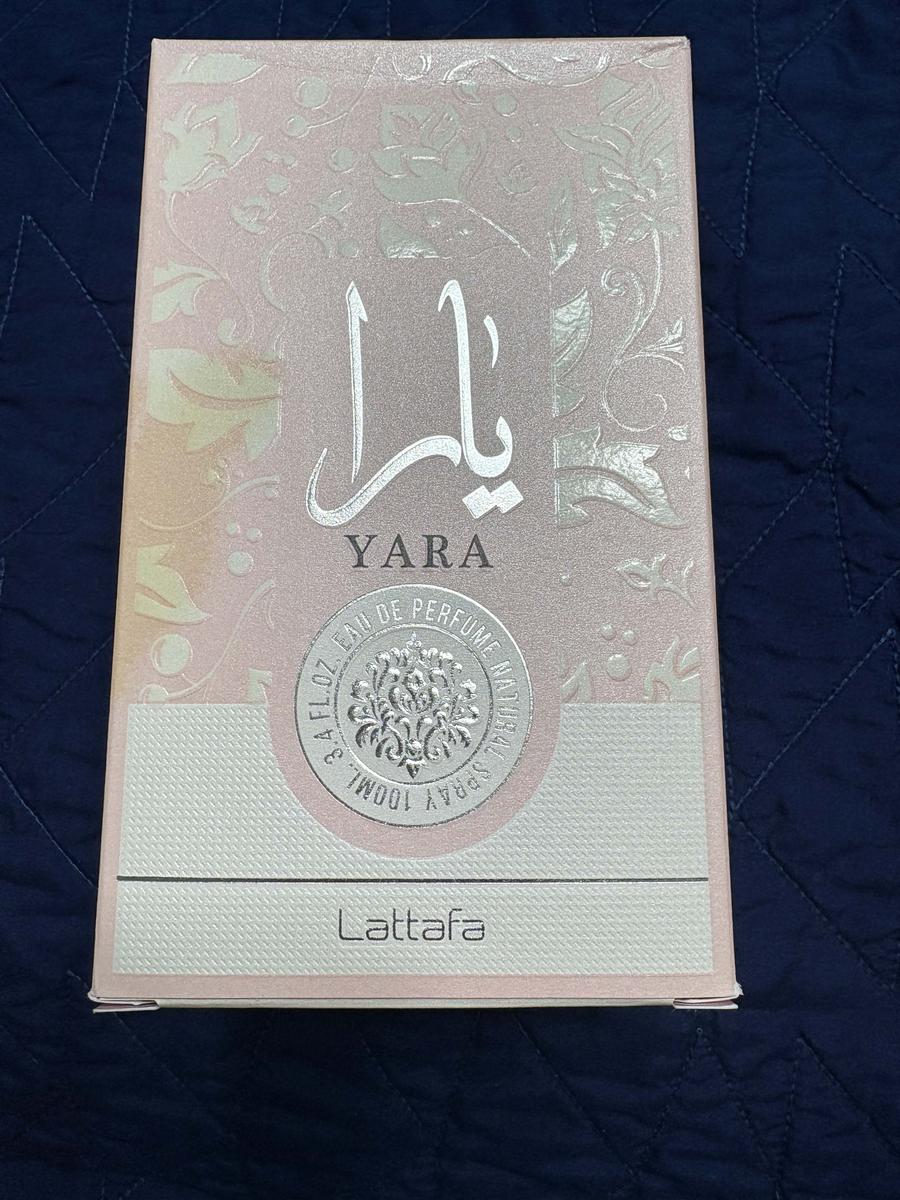 يارا
YARA
EAU DE PERFUME NATURAL SPRAY 100ML. 3.4 FL.OZ.
Lattafa